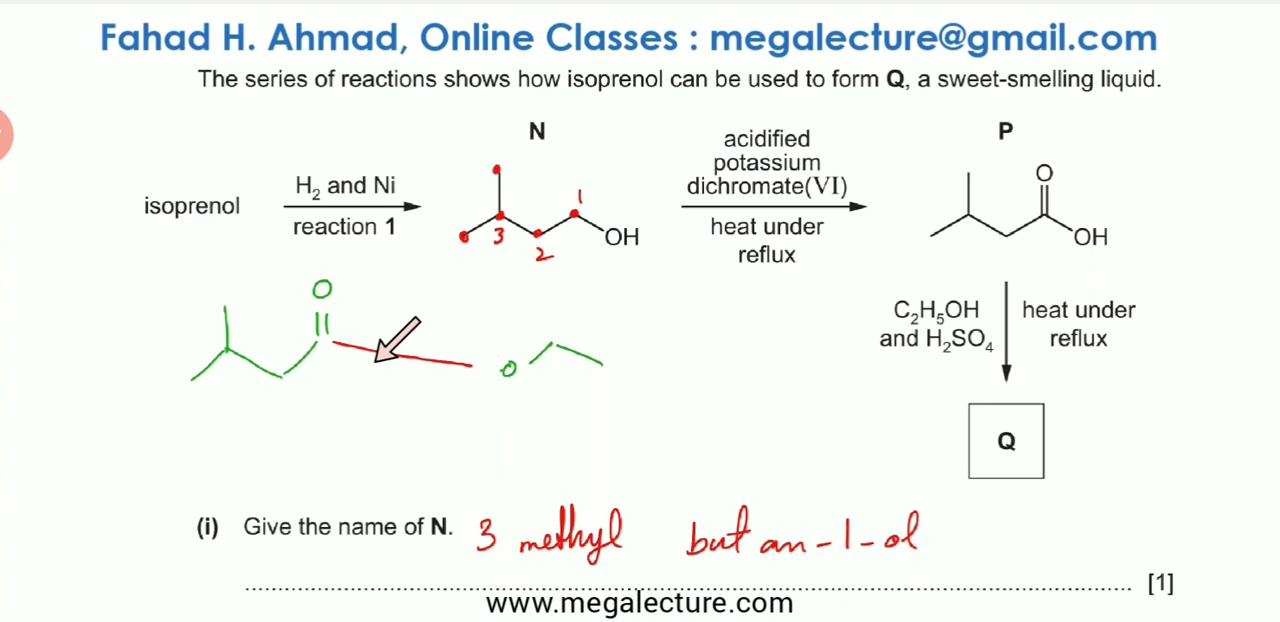 Fahad H. Ahmad, Online Classes : megalecture@gmail.com
The series of reactions shows how isoprenol can be used to form Q, a sweet-smelling liquid.
N
P
isoprenol
H₂ and Ni
reaction 1
1
2
3
OH
acidified
potassium
dichromate(VI)
heat under
reflux
O
OH
O
O
C₂H₅OH
and H₂SO₄
heat under
reflux
Q
(i) Give the name of N. 3 methyl butan-1-ol
[1]
www.megalecture.com